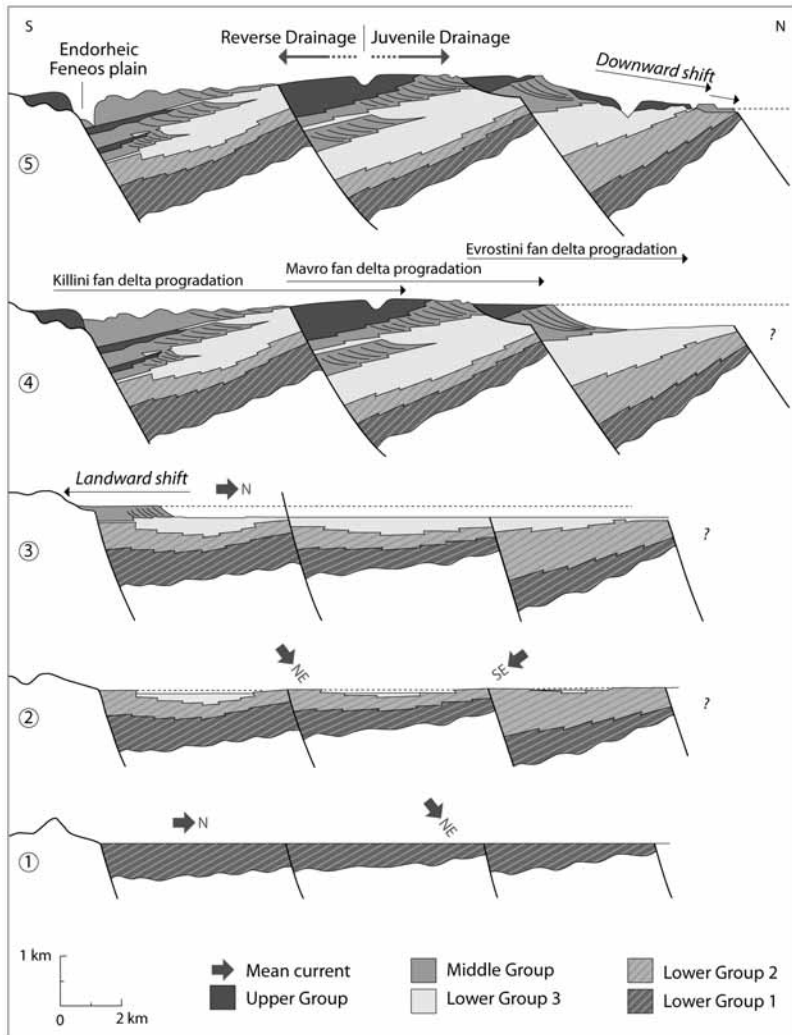 S
N
Endorheic
Feneos plain
Reverse Drainage
Juvenile Drainage
Downward shift
5
Evrostini fan delta progradation
Mavro fan delta progradation
Killini fan delta progradation
?
4
Landward shift
N
?
3
NE
SE
?
2
N
NE
1
1 km
0
2 km
Mean current
Middle Group
Lower Group 2
Upper Group
Lower Group 3
Lower Group 1